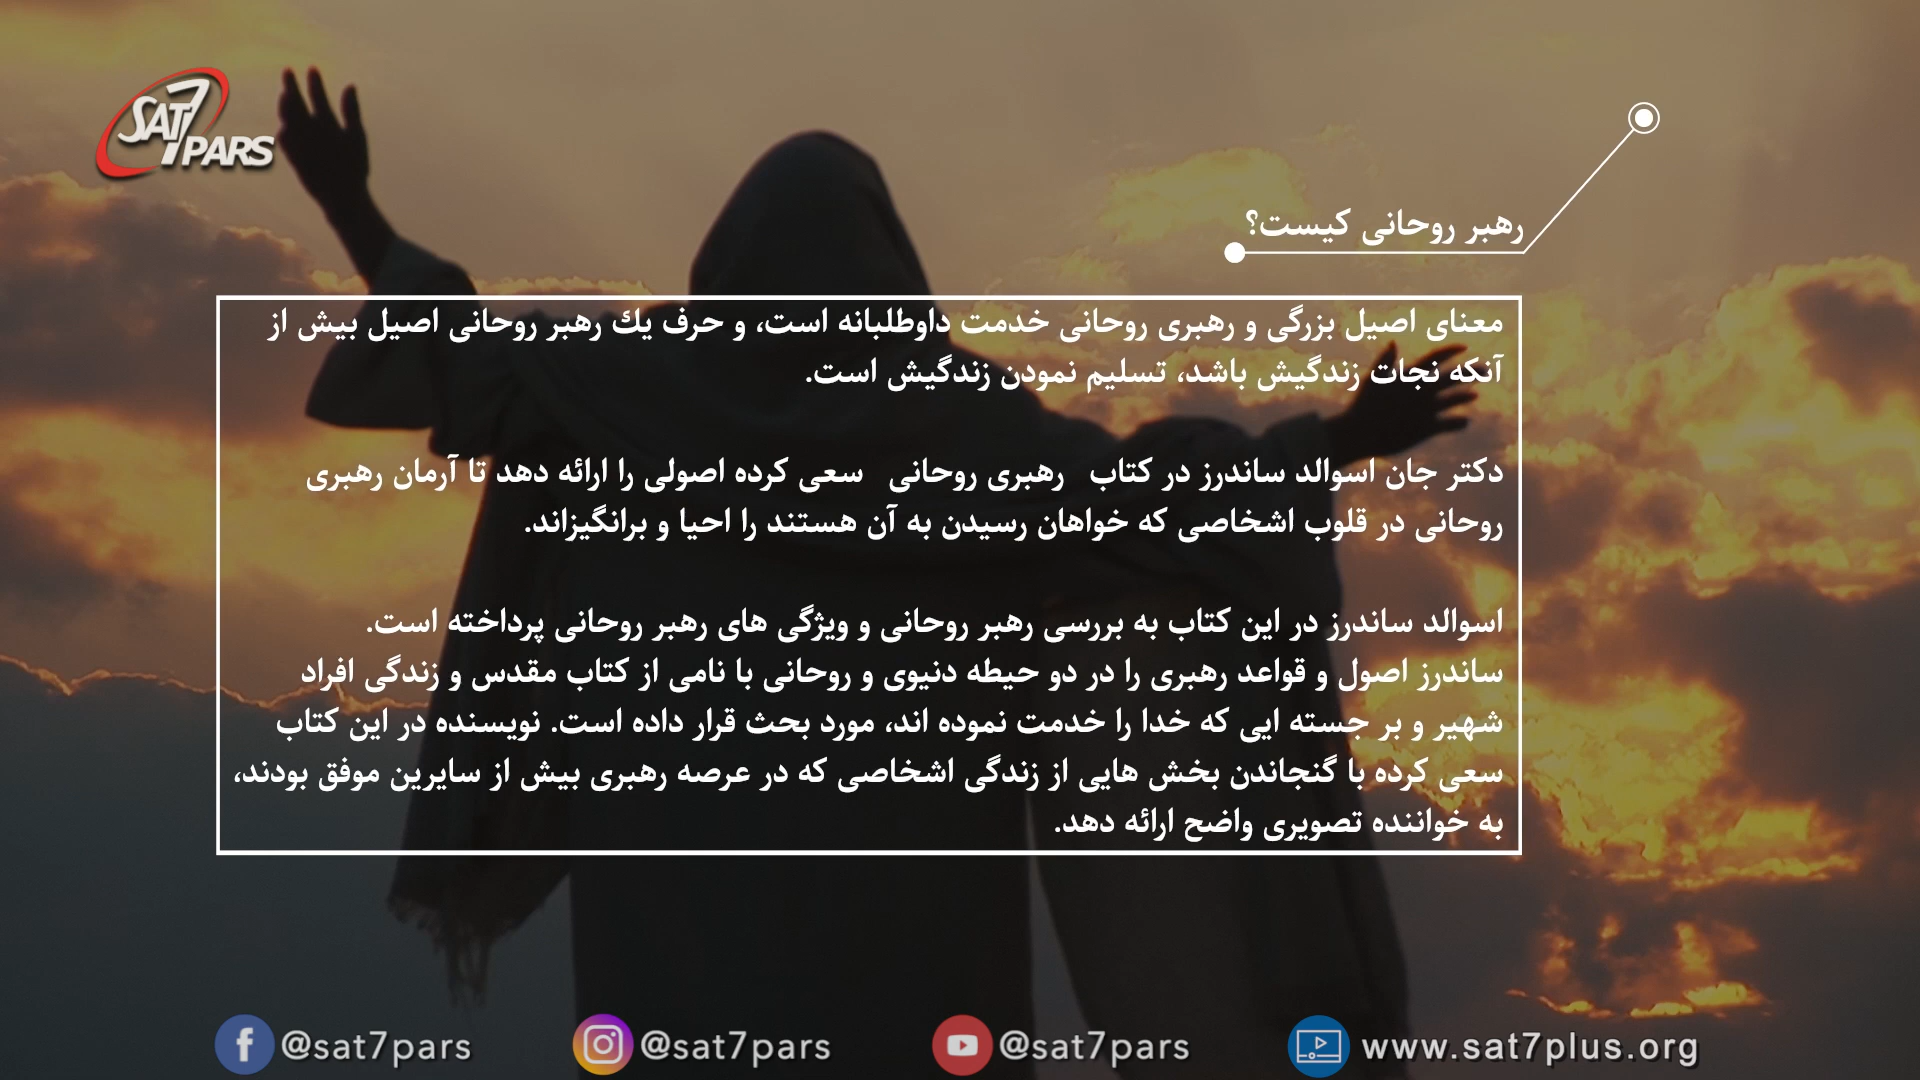 SAT7 PARS
رهبر روحانی کیست؟
معنای اصیل بزرگی و رهبری روحانی خدمت داوطلبانه است، و حرف يك رهبر روحانی اصیل بیش از
آنکه نجات زندگیش باشد، تسلیم نمودن زندگیش است.
دکتر جان اسوالد ساندرز در کتاب رهبری روحانی سعی کرده اصولی را ارائه دهد تا آرمان رهبری
روحانی در قلوب اشخاصی که خواهان رسیدن به آن هستند را احیا و برانگیزاند.
اسوالد ساندرز در این کتاب به بررسی رهبر روحانی و ویژگی های رهبر روحانی پرداخته است.
ساندرز اصول و قواعد رهبری را در دو حیطه دنیوی و روحانی با نامی از کتاب مقدس و زندگی افراد
شهیر و بر جسته ایی که خدا را خدمت نموده اند، مورد بحث قرار داده است. نویسنده در این کتاب
سعی کرده با گنجاندن بخش هایی از زندگی اشخاصی که در عرصه رهبری بیش از سایرین موفق بودند،
به خواننده تصویری واضح ارائه دهد.
@sat7pars @sat7pars @sat7pars www.sat7plus.org